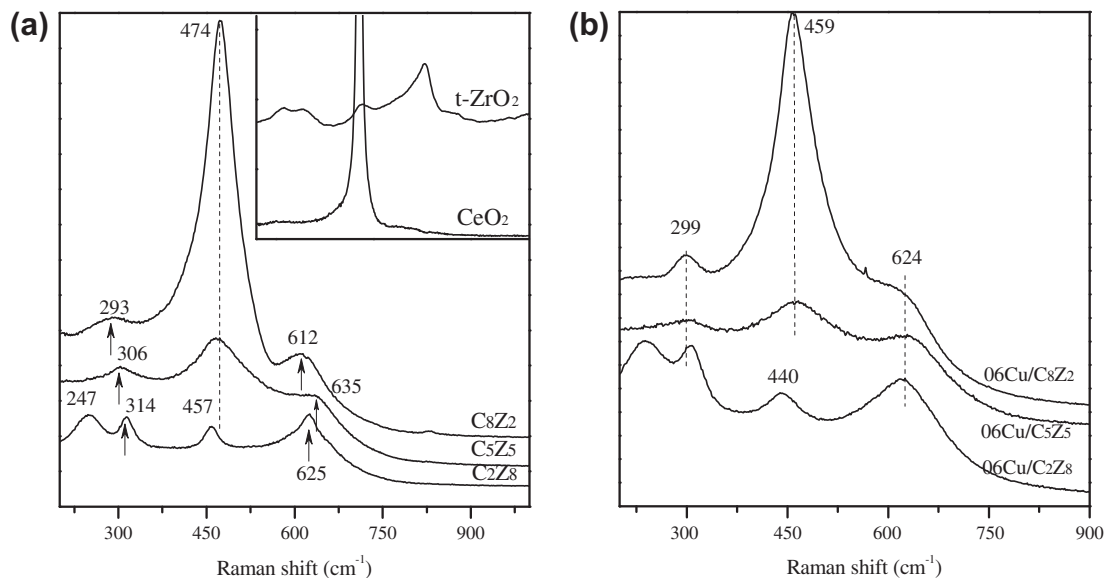 (a)
474
t-ZrO2
CeO2
293
306
612
635
247
314
457
625
C8Z2
C5Z5
C2Z8
300 450 600 750 900
Raman shift (cm-1)
(b)
459
299
624
440
06Cu/C8Z2
06Cu/C5Z5
06Cu/C2Z8
300 450 600 750 900
Raman shift (cm-1)